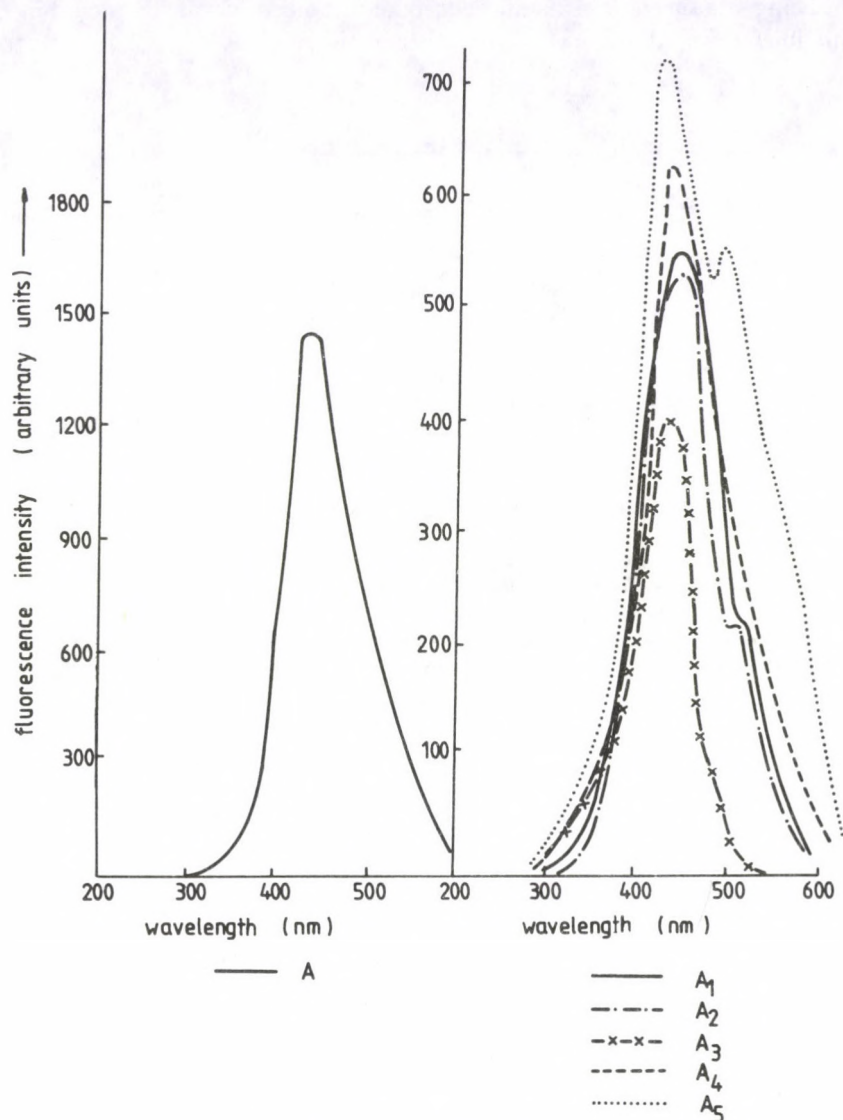 fluorescence intensity (arbitrary units)
1800
1500
1200
900
600
300
200 300 400 500
wavelength (nm)
A
700
600
500
400
300
200
100
200 300 400 500 600
wavelength (nm)
A1
A2
A3
A4
A5